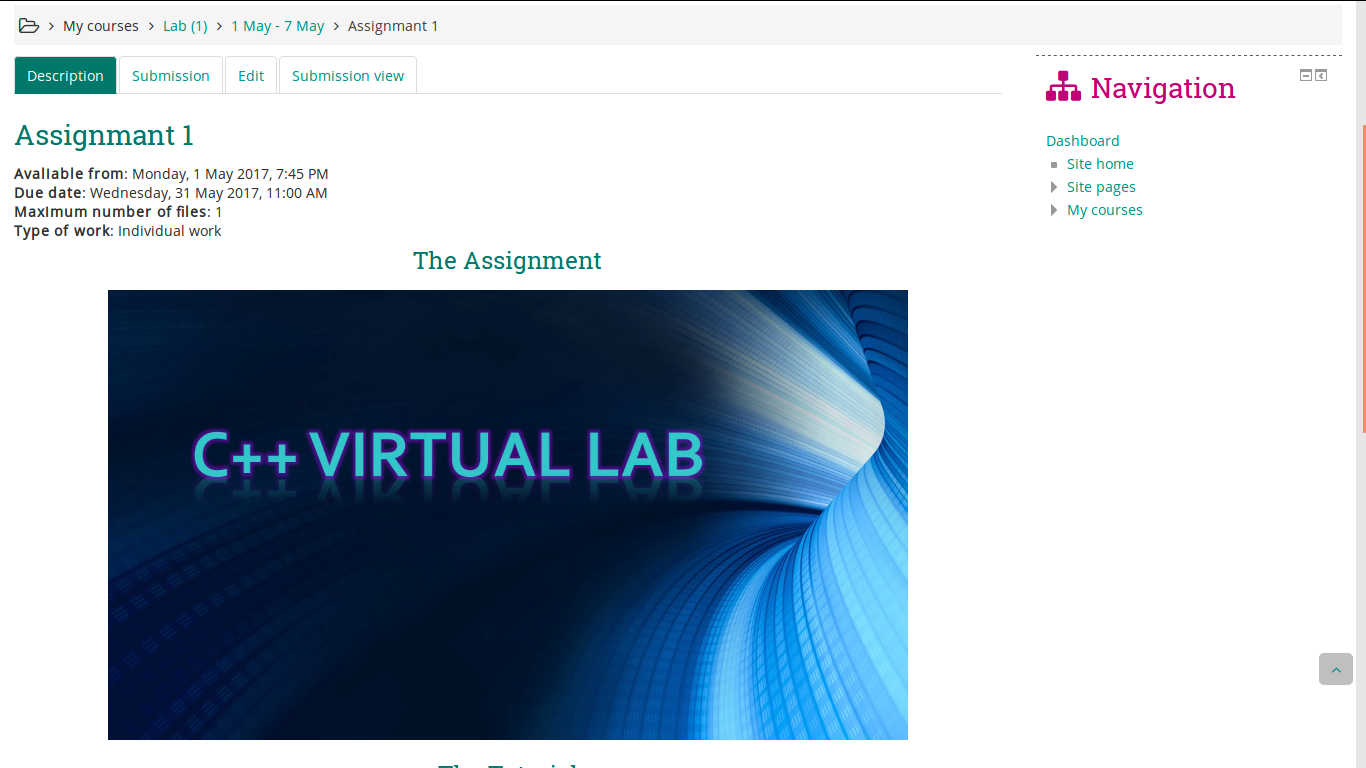 My courses > Lab (1) > 1 May - 7 May > Assignmant 1
Description Submission Edit Submission view
Navigation
Dashboard
Site home
Site pages
My courses
Assignmant 1
Available from: Monday, 1 May 2017, 7:45 PM
Due date: Wednesday, 31 May 2017, 11:00 AM
Maximum number of files: 1
Type of work: Individual work
The Assignment
C++ VIRTUAL LAB